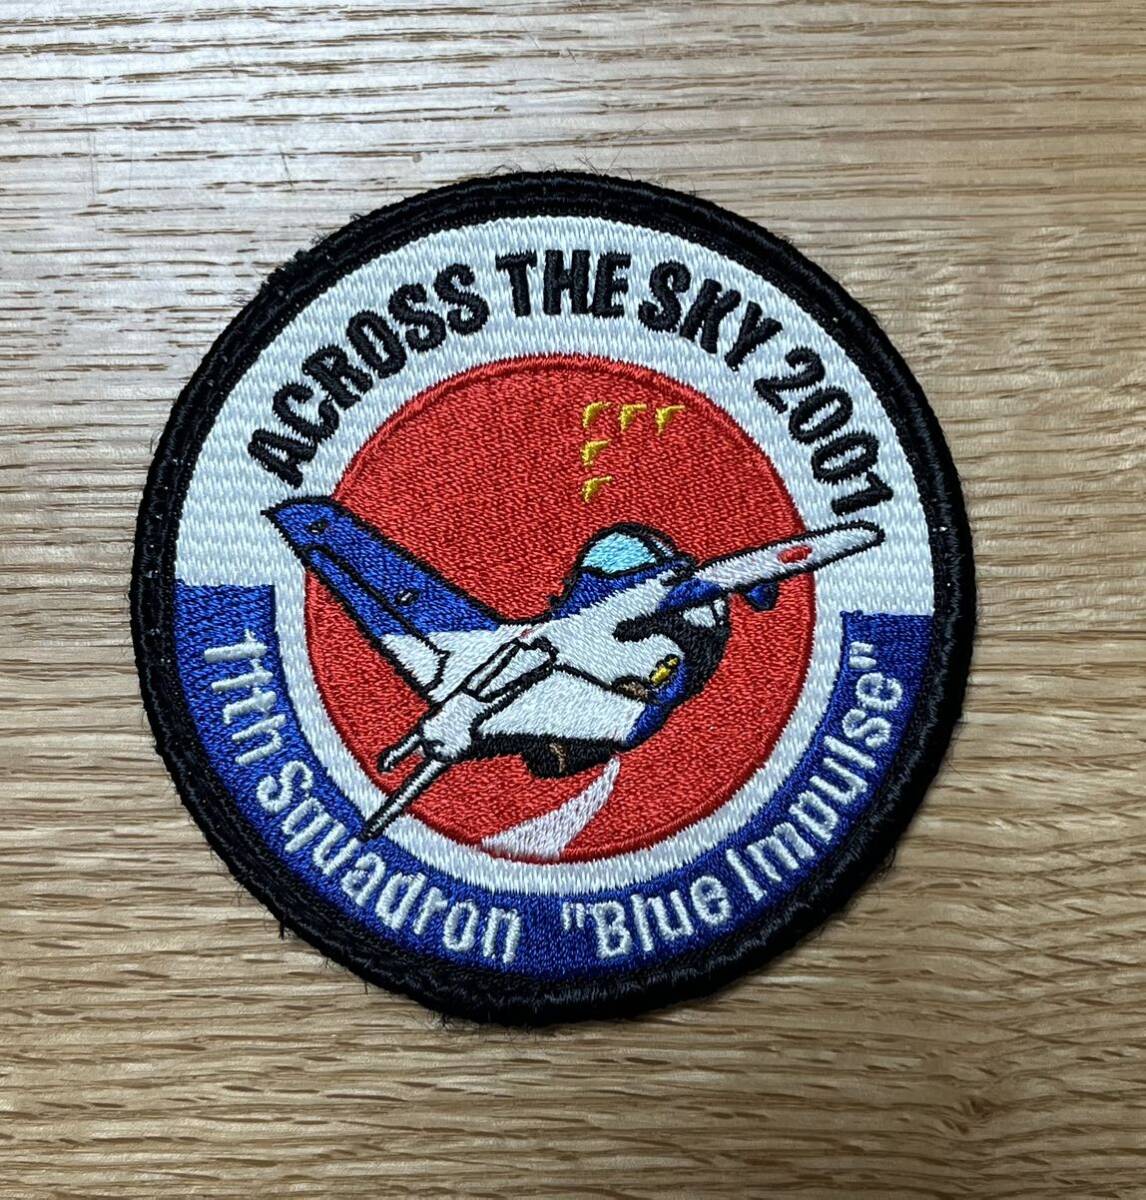 ACROSS THE SKY 2001
11th Squadron "Blue Impulse"